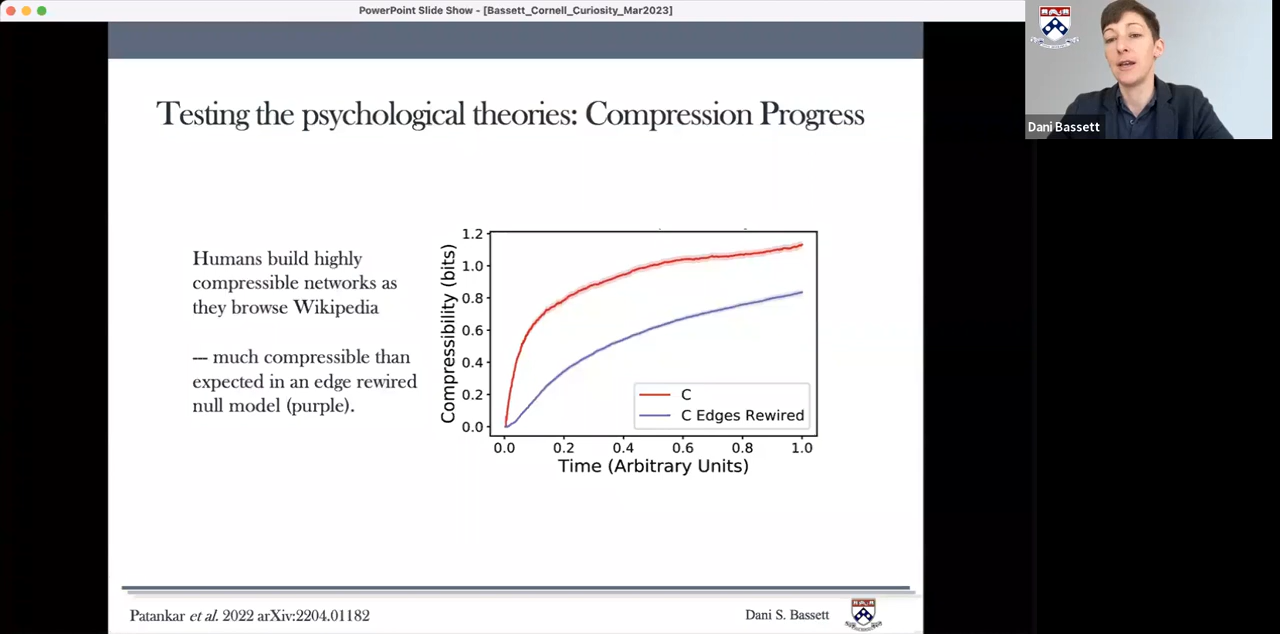 PowerPoint Slide Show - [Bassett_Cornell_Curiosity_Mar2023]
Dani Bassett
Testing the psychological theories: Compression Progress
Humans build highly
compressible networks as
they browse Wikipedia
--- much compressible than
expected in an edge rewired
null model (purple).
Compressibility (bits)
1.2
1.0
0.8
0.6
0.4
0.2
0.0
C
C Edges Rewired
0.0 0.2 0.4 0.6 0.8 1.0
Time (Arbitrary Units)
Patankar et al. 2022 arXiv:2204.01182
Dani S. Bassett